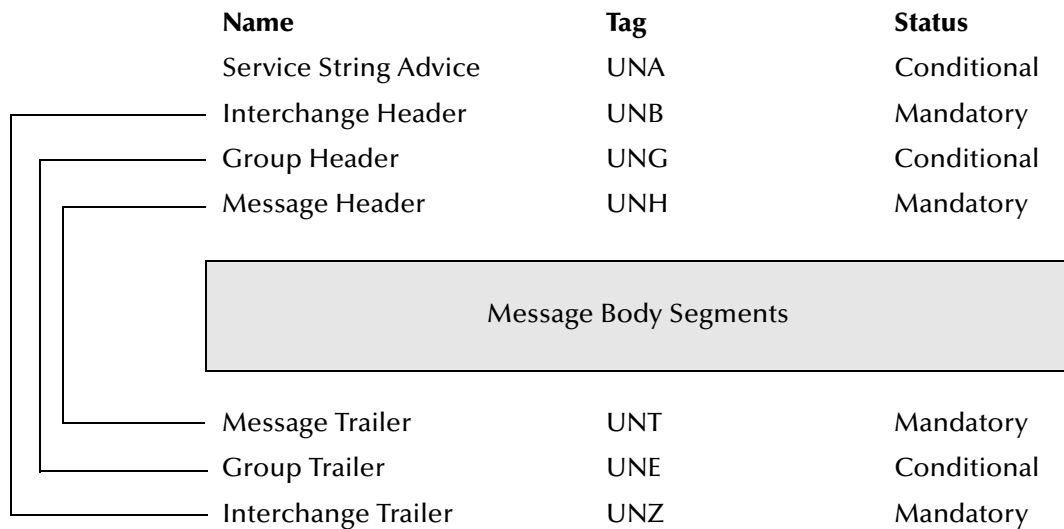 Name Tag Status
Service String Advice UNA Conditional
Interchange Header UNB Mandatory
Group Header UNG Conditional
Message Header UNH Mandatory
Message Body Segments
Message Trailer UNT Mandatory
Group Trailer UNE Conditional
Interchange Trailer UNZ Mandatory